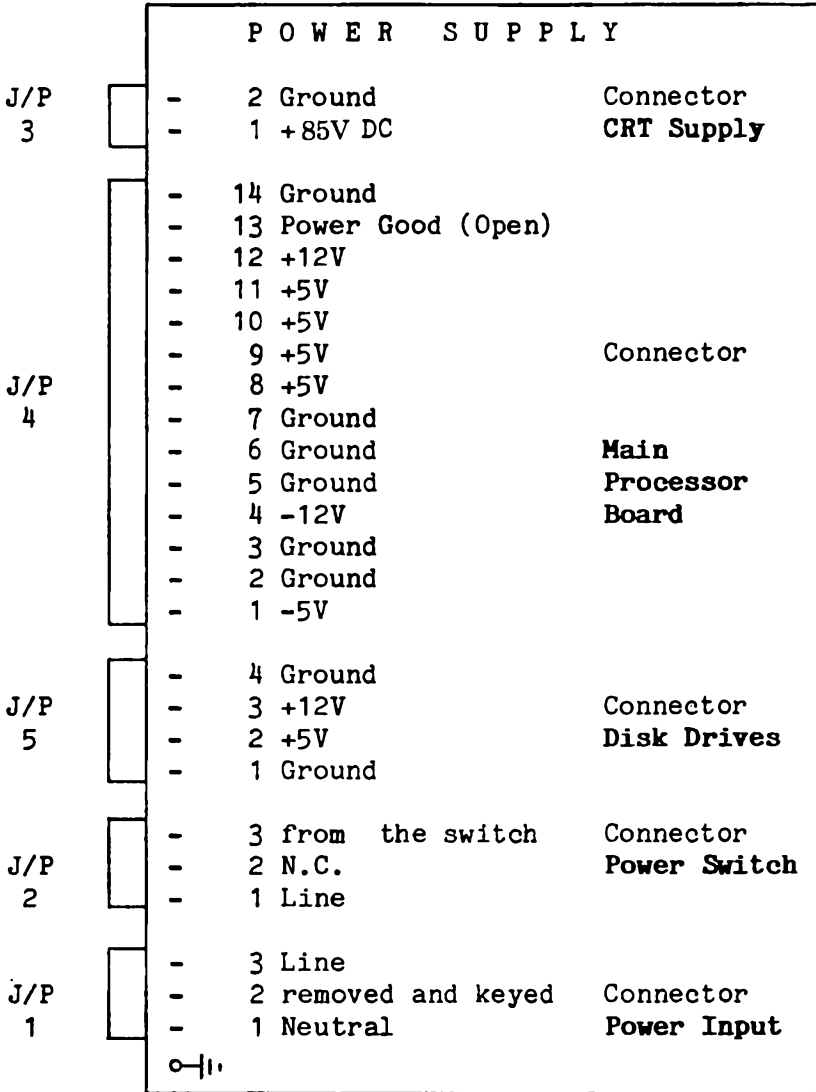 P O W E R   S U P P L Y
J/P - 2 Ground Connector
3 - 1 +85V DC CRT Supply
- 14 Ground
- 13 Power Good (Open)
- 12 +12V
- 11 +5V
- 10 +5V
- 9 +5V Connector
J/P - 8 +5V
4 - 7 Ground
- 6 Ground Main
- 5 Ground Processor
- 4 -12V Board
- 3 Ground
- 2 Ground
- 1 -5V
- 4 Ground
J/P - 3 +12V Connector
5 - 2 +5V Disk Drives
- 1 Ground
- 3 from the switch Connector
J/P - 2 N.C. Power Switch
2 - 1 Line
- 3 Line
J/P - 2 removed and keyed Connector
1 - 1 Neutral Power Input